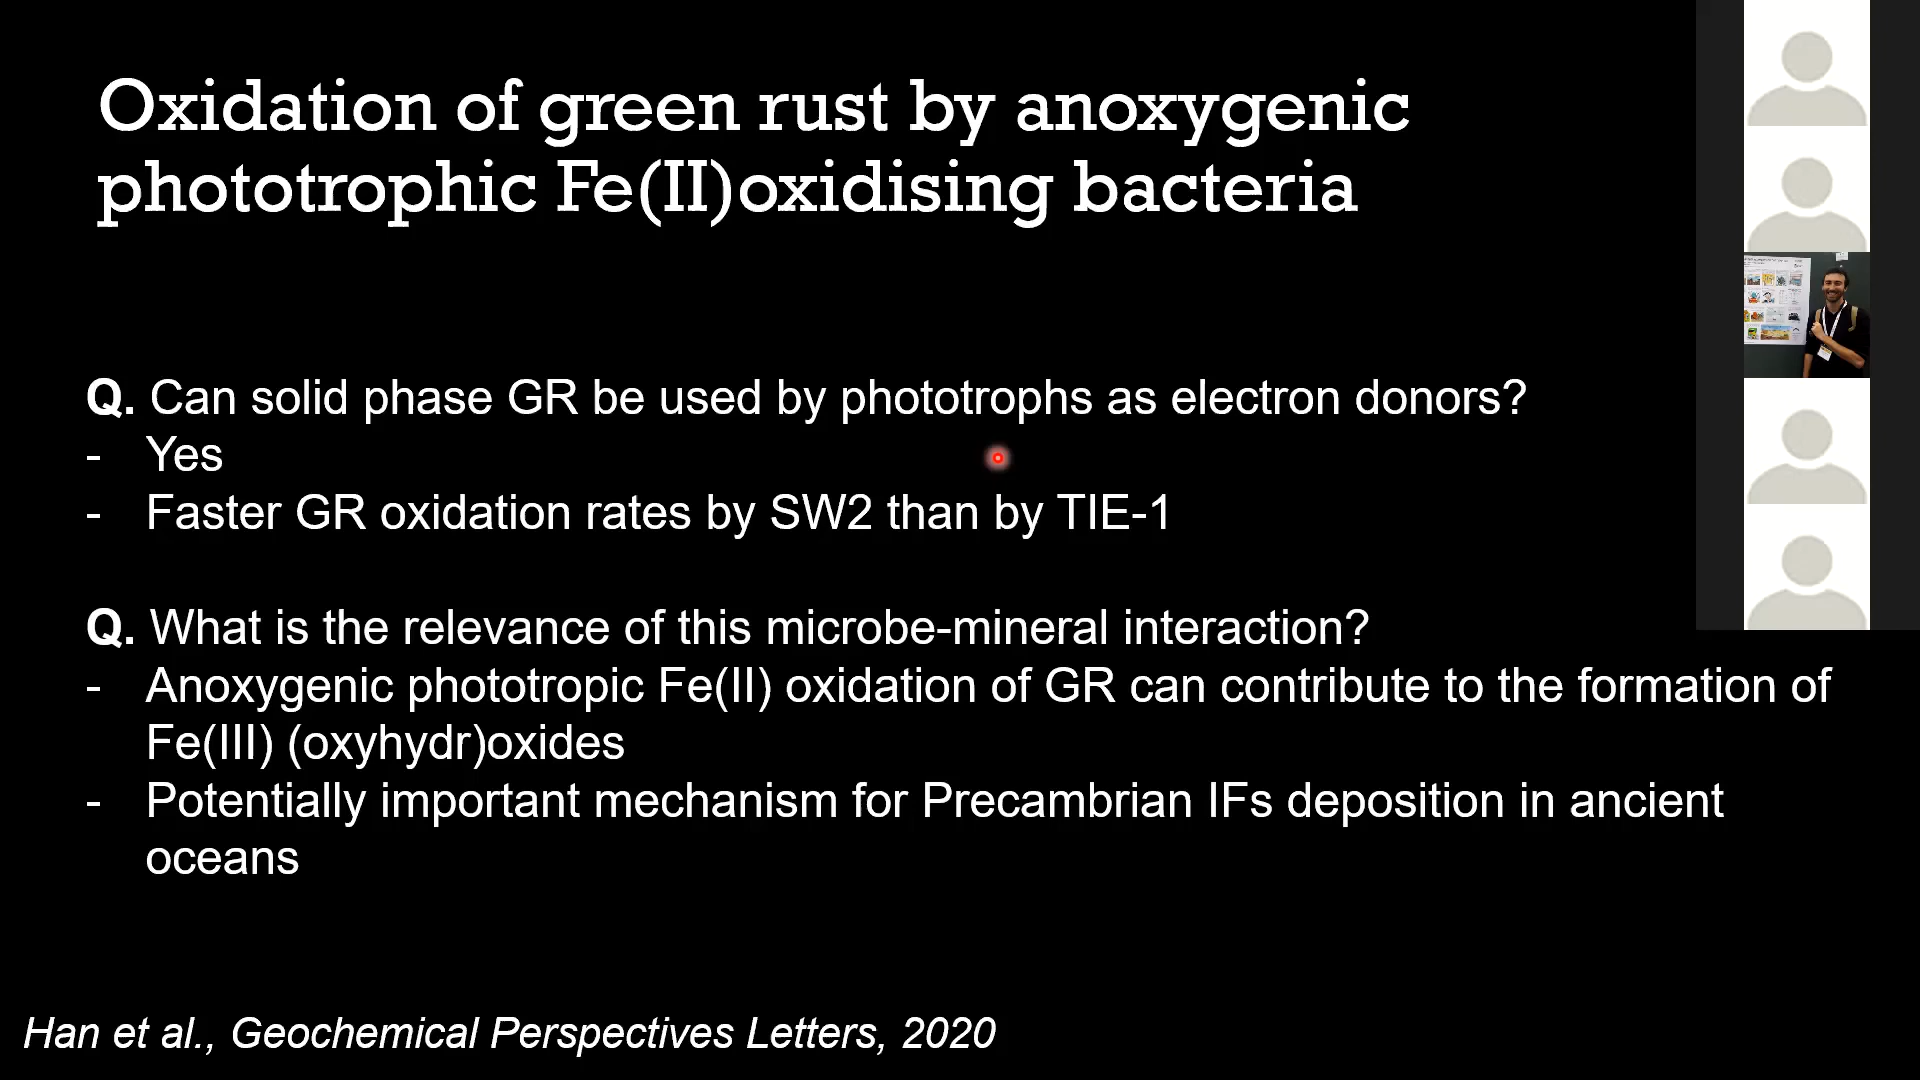 Oxidation of green rust by anoxygenic
phototrophic Fe(II)oxidising bacteria
Q. Can solid phase GR be used by phototrophs as electron donors?
- Yes
- Faster GR oxidation rates by SW2 than by TIE-1
Q. What is the relevance of this microbe-mineral interaction?
- Anoxygenic phototropic Fe(II) oxidation of GR can contribute to the formation of
Fe(III) (oxyhydr)oxides
- Potentially important mechanism for Precambrian IFs deposition in ancient
oceans
Han et al., Geochemical Perspectives Letters, 2020